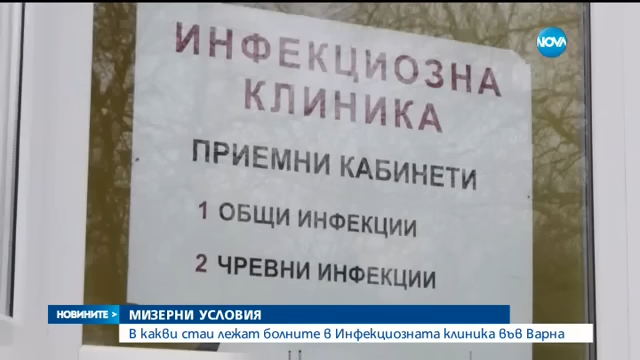 NOVA
ИНФЕКЦИОЗНА
КЛИНИКА
ПРИЕМНИ КАБИНЕТИ
1 ОБЩИ ИНФЕКЦИИ
2 ЧРЕВНИ ИНФЕКЦИИ
НОВИНИТЕ
МИЗЕРНИ УСЛОВИЯ
В какви стаи лежат болните в Инфекциозната клиника във Варна